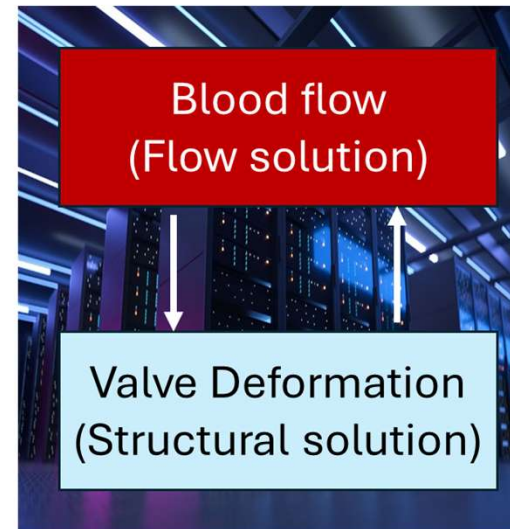 Blood flow
(Flow solution)
Valve Deformation
(Structural solution)